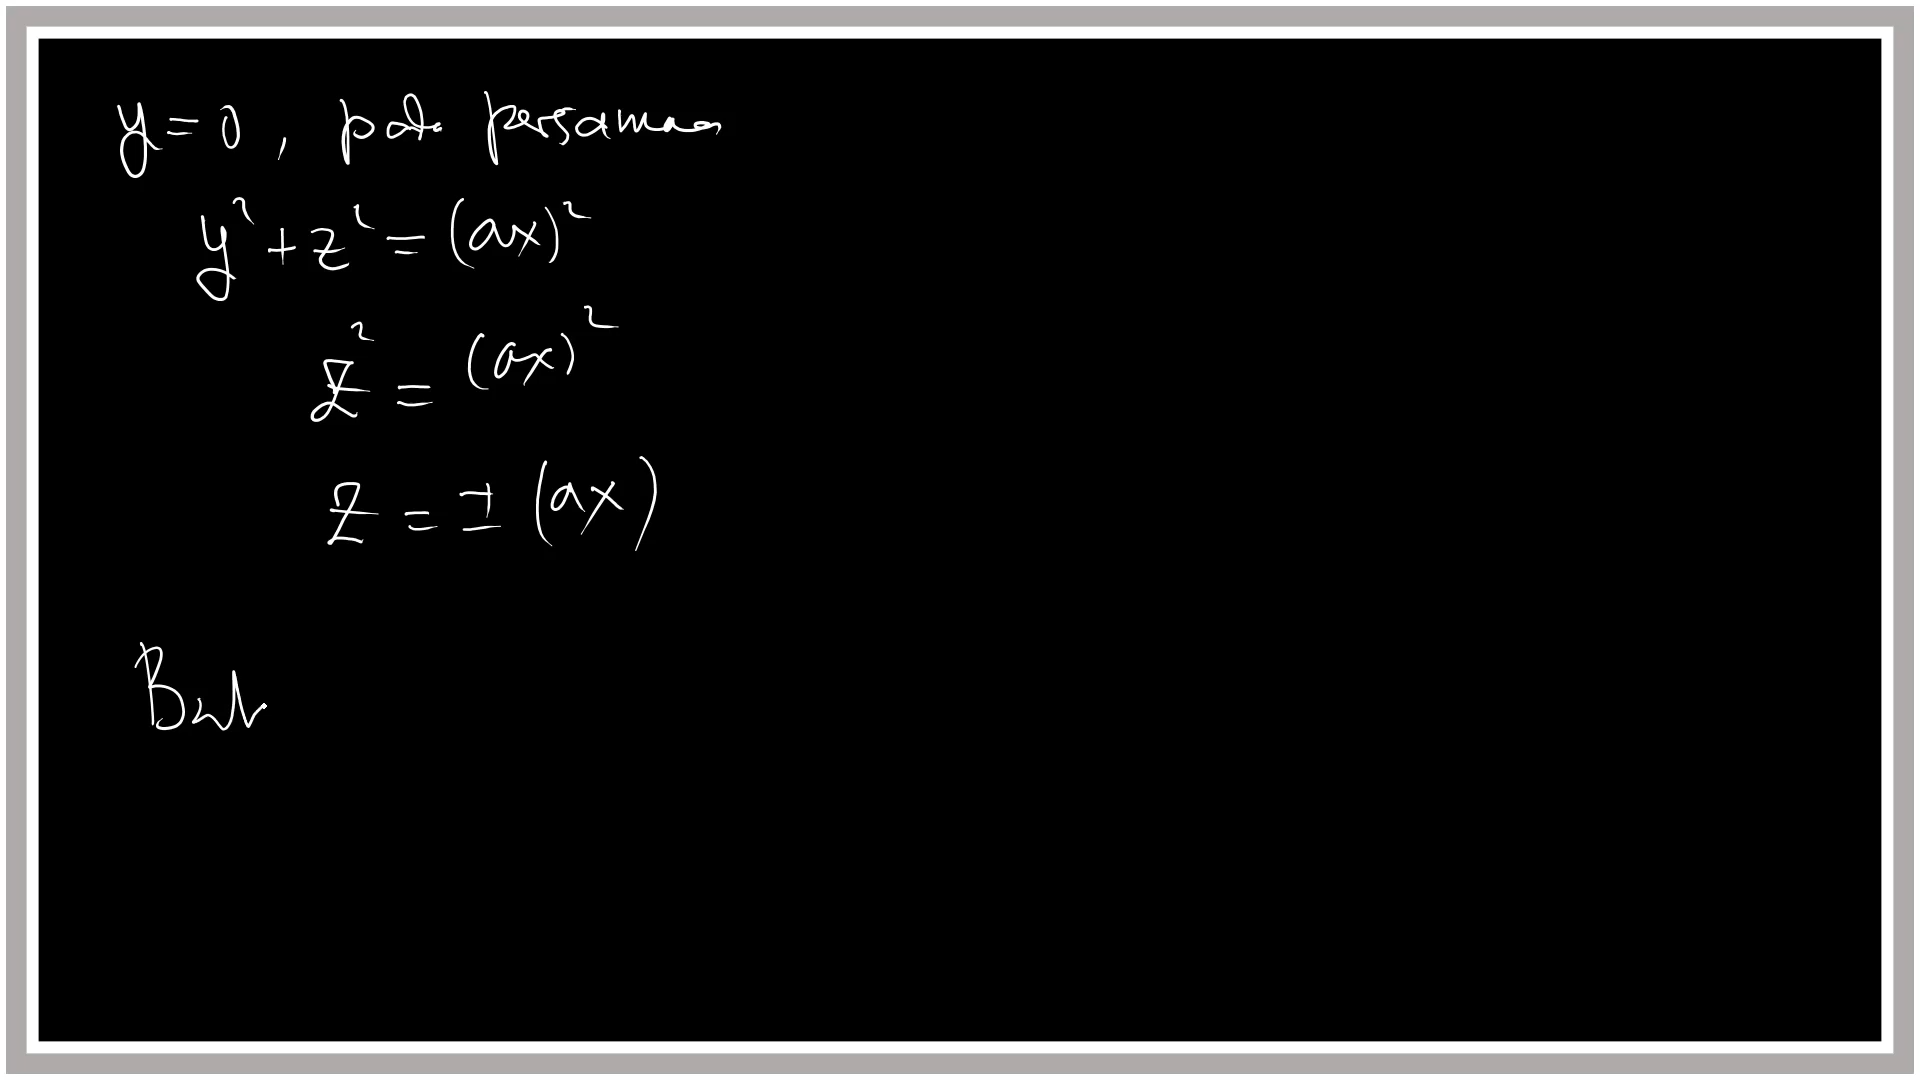 y = 0, pada persamaan
y² + z² = (ax)²
z² = (ax)²
z = ± (ax)